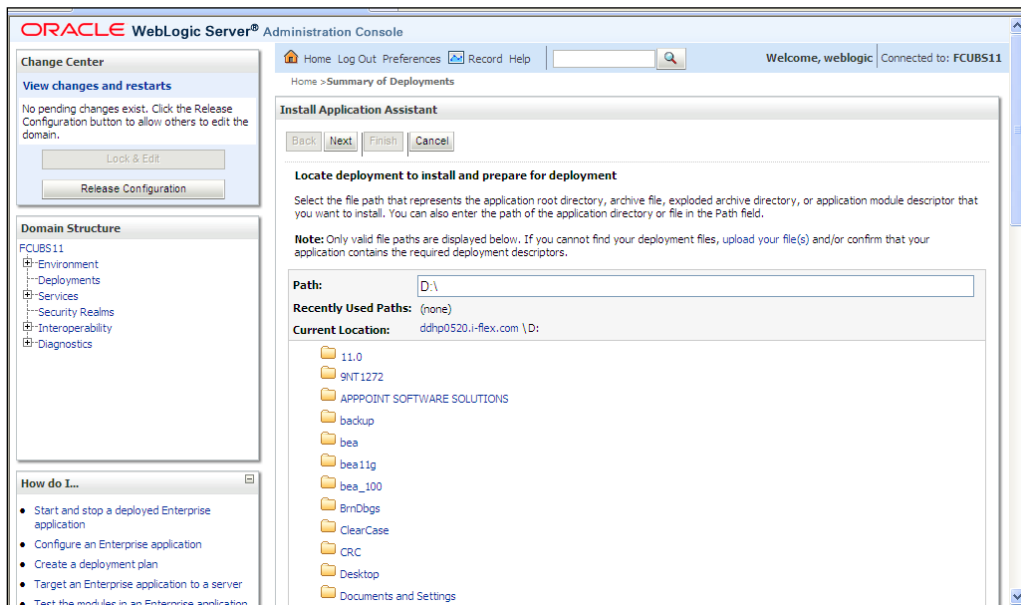 ORACLE WebLogic Server® Administration Console
Change Center
View changes and restarts
No pending changes exist. Click the Release
Configuration button to allow others to edit the
domain.
Lock & Edit
Release Configuration
Domain Structure
FCUBS11
Environment
Deployments
Services
Security Realms
Interoperability
Diagnostics
How do I...
Start and stop a deployed Enterprise
application
Configure an Enterprise application
Create a deployment plan
Target an Enterprise application to a server
Test the modules in an Enterprise application
Home Log Out Preferences Record Help
Welcome, weblogic Connected to: FCUBS11
Home >Summary of Deployments
Install Application Assistant
Back Next Finish Cancel
Locate deployment to install and prepare for deployment
Select the file path that represents the application root directory, archive file, exploded archive directory, or application module descriptor that
you want to install. You can also enter the path of the application directory or file in the Path field.
Note: Only valid file paths are displayed below. If you cannot find your deployment files, upload your file(s) and/or confirm that your
application contains the required deployment descriptors.
Path: D:\
Recently Used Paths: (none)
Current Location: ddhp0520.i-flex.com \D:
11.0
9NT1272
APPPOINT SOFTWARE SOLUTIONS
backup
bea
bea11g
bea_100
BrnDbgs
ClearCase
CRC
Desktop
Documents and Settings